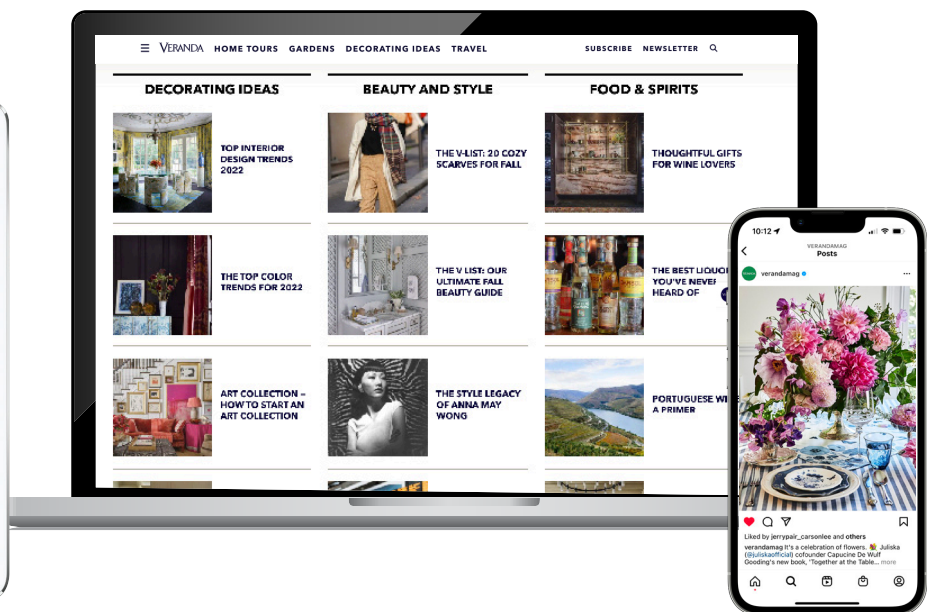 VERANDA HOME TOURS GARDENS DECORATING IDEAS TRAVEL SUBSCRIBE NEWSLETTER
DECORATING IDEAS
TOP INTERIOR
DESIGN TRENDS
2022
THE TOP COLOR
TRENDS FOR 2022
ART COLLECTION –
HOW TO START AN
ART COLLECTION
BEAUTY AND STYLE
THE V-LIST: 20 COZY
SCARVES FOR FALL
THE V LIST: OUR
ULTIMATE FALL
BEAUTY GUIDE
THE STYLE LEGACY
OF ANNA MAY
WONG
FOOD & SPIRITS
THOUGHTFUL GIFTS
FOR WINE LOVERS
THE BEST LIQUO
YOU'VE NEVER
HEARD OF
PORTUGUESE WI
A PRIMER
10:12
VERANDAMAG
Posts
verandamag
Liked by jerrypair_carsonlee and others
verandamag It's a celebration of flowers. 💐 Juliska
(@juliskaofficial) cofounder Capucine De Wulf
Gooding's new book, 'Together at the Table... more